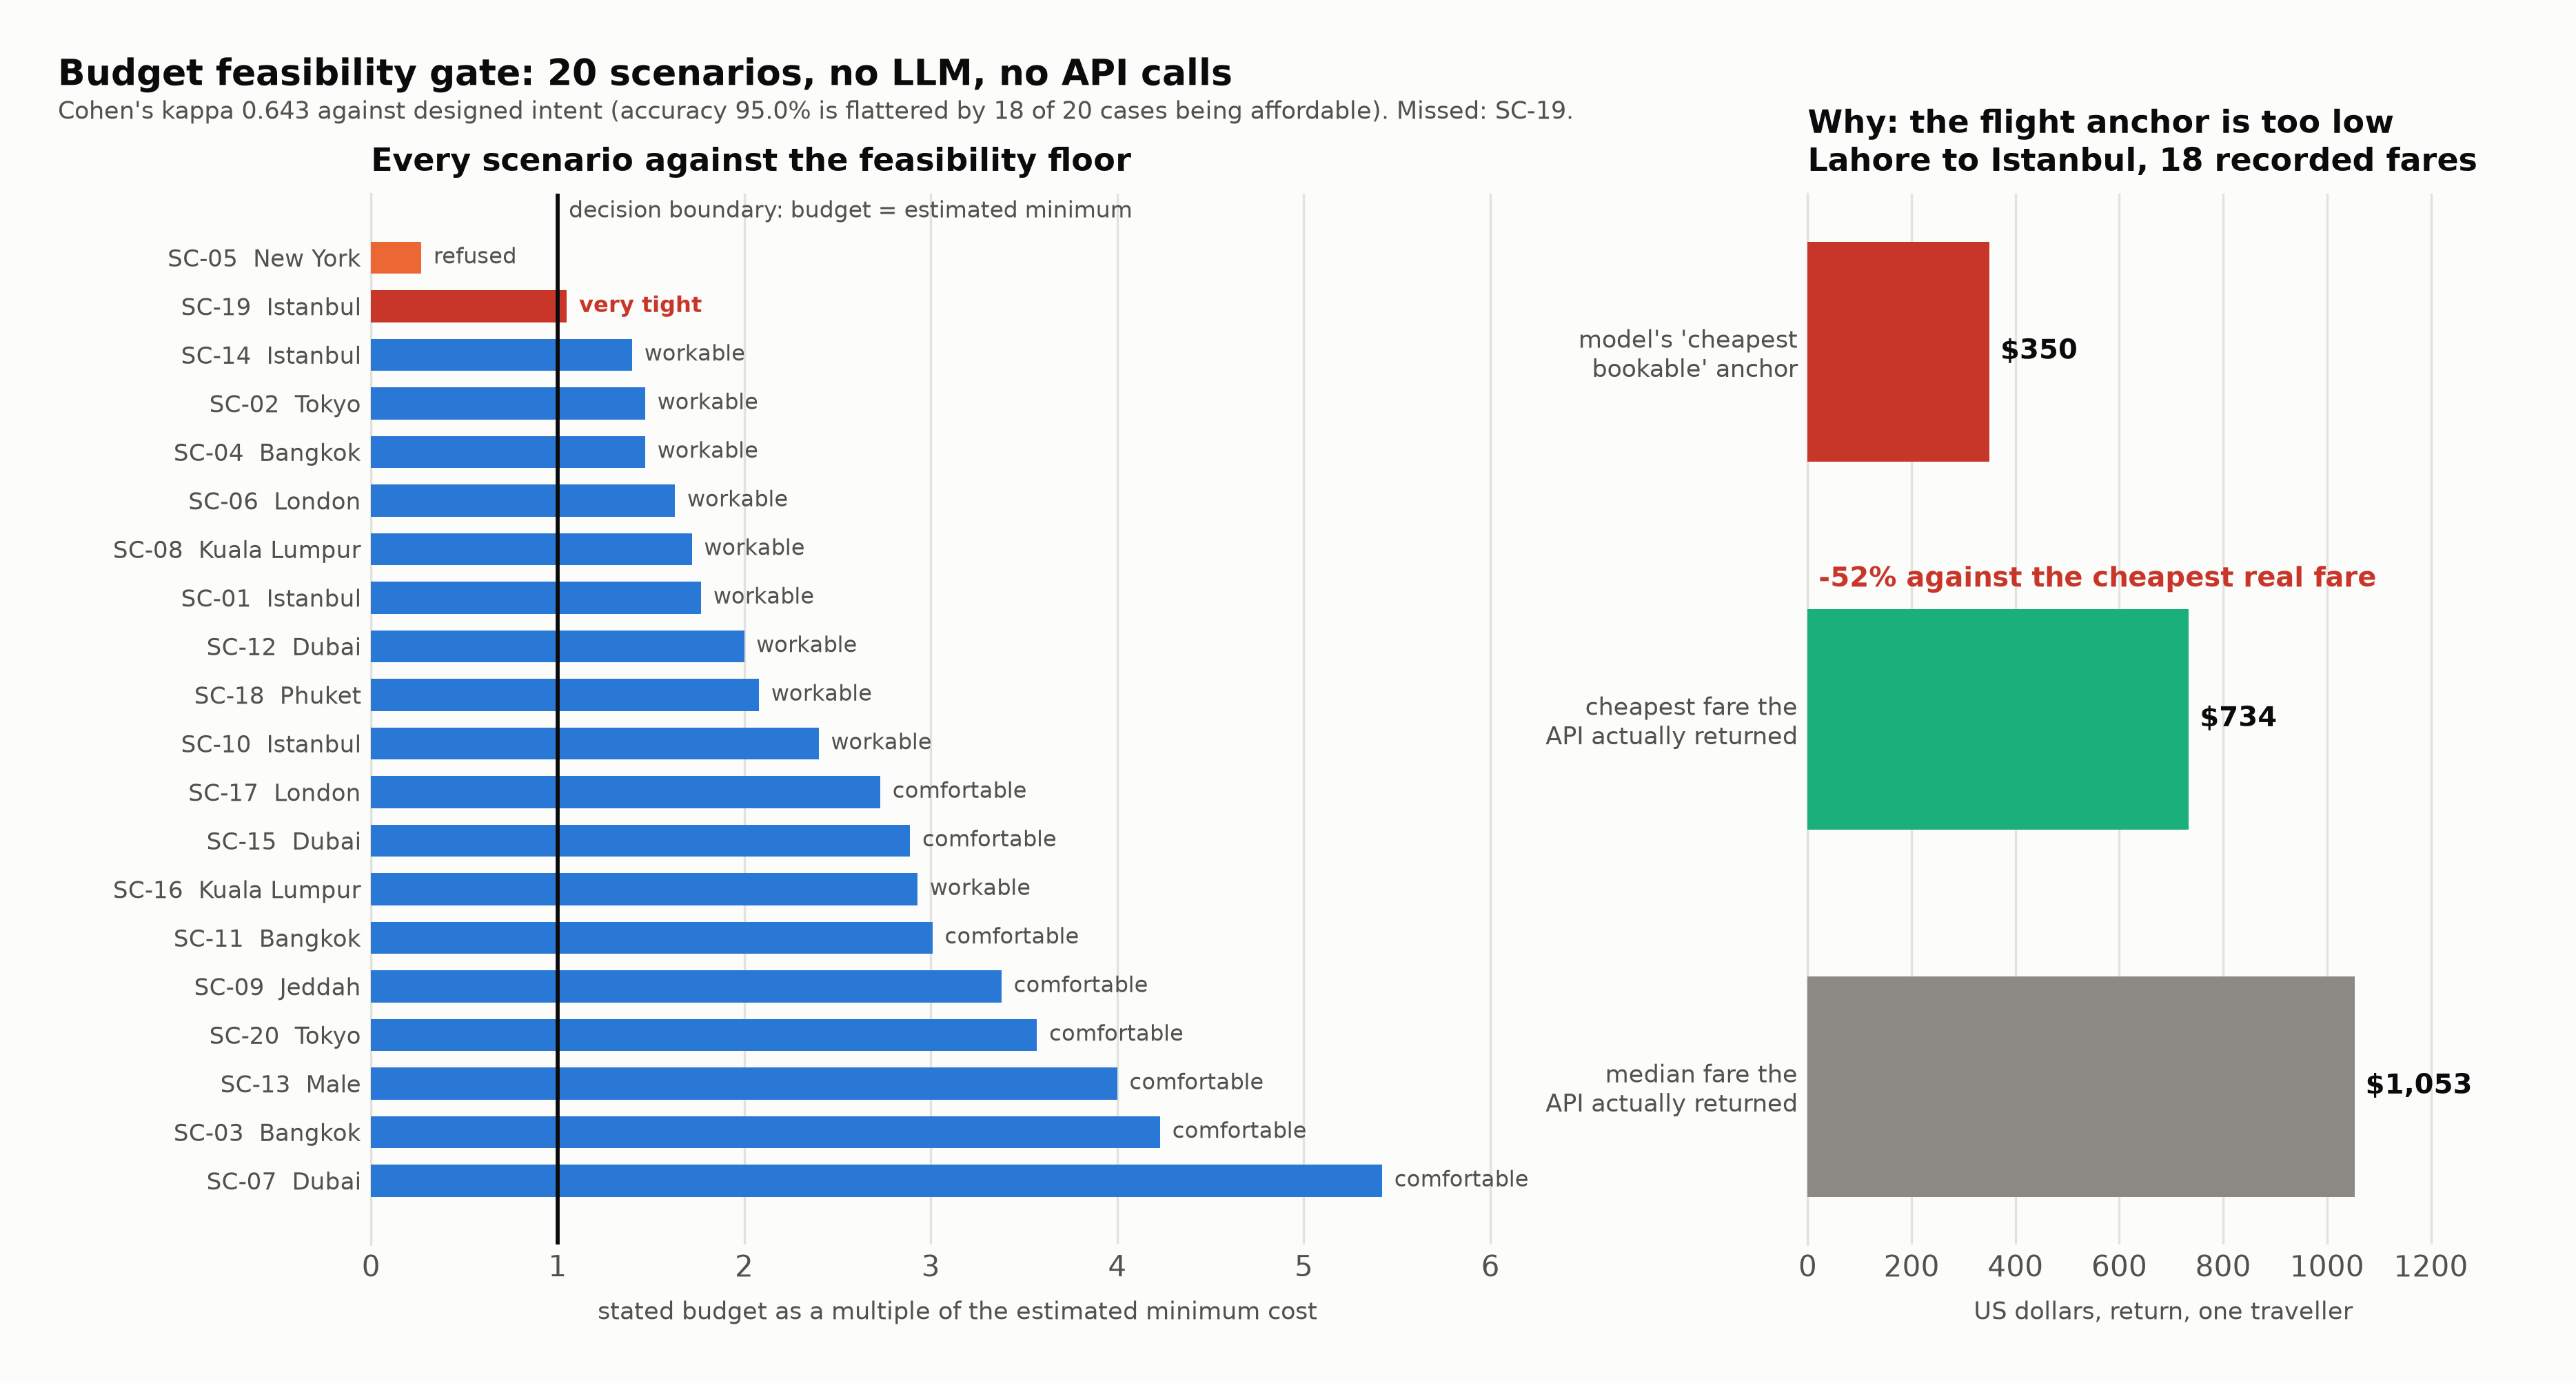 Budget feasibility gate: 20 scenarios, no LLM, no API calls
Cohen's kappa 0.643 against designed intent (accuracy 95.0% is flattered by 18 of 20 cases being affordable). Missed: SC-19.
Every scenario against the feasibility floor
decision boundary: budget = estimated minimum
SC-05 New York refused
SC-19 Istanbul very tight
SC-14 Istanbul workable
SC-02 Tokyo workable
SC-04 Bangkok workable
SC-06 London workable
SC-08 Kuala Lumpur workable
SC-01 Istanbul workable
SC-12 Dubai workable
SC-18 Phuket workable
SC-10 Istanbul workable
SC-17 London comfortable
SC-15 Dubai comfortable
SC-16 Kuala Lumpur workable
SC-11 Bangkok comfortable
SC-09 Jeddah comfortable
SC-20 Tokyo comfortable
SC-13 Male comfortable
SC-03 Bangkok comfortable
SC-07 Dubai comfortable
0 1 2 3 4 5 6
stated budget as a multiple of the estimated minimum cost
Why: the flight anchor is too low
Lahore to Istanbul, 18 recorded fares
model's 'cheapest
bookable' anchor
$350
-52% against the cheapest real fare
cheapest fare the
API actually returned
$734
median fare the
API actually returned
$1,053
0 200 400 600 800 1000 1200
US dollars, return, one traveller